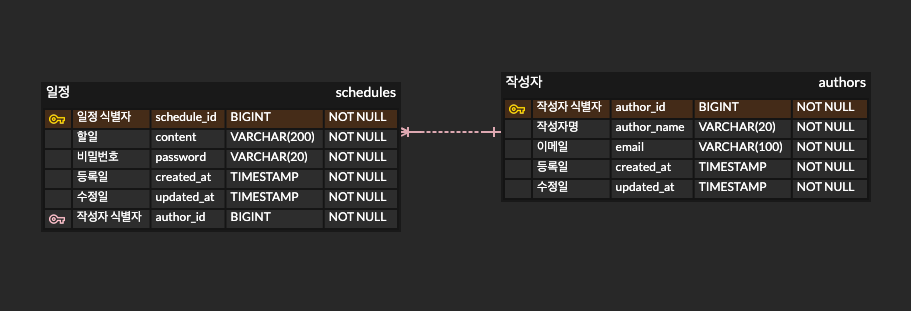 일정 schedules
일정 식별자 schedule_id BIGINT NOT NULL
할일 content VARCHAR(200) NOT NULL
비밀번호 password VARCHAR(20) NOT NULL
등록일 created_at TIMESTAMP NOT NULL
수정일 updated_at TIMESTAMP NOT NULL
작성자 식별자 author_id BIGINT NOT NULL
작성자 authors
작성자 식별자 author_id BIGINT NOT NULL
작성자명 author_name VARCHAR(20) NOT NULL
이메일 email VARCHAR(100) NOT NULL
등록일 created_at TIMESTAMP NOT NULL
수정일 updated_at TIMESTAMP NOT NULL